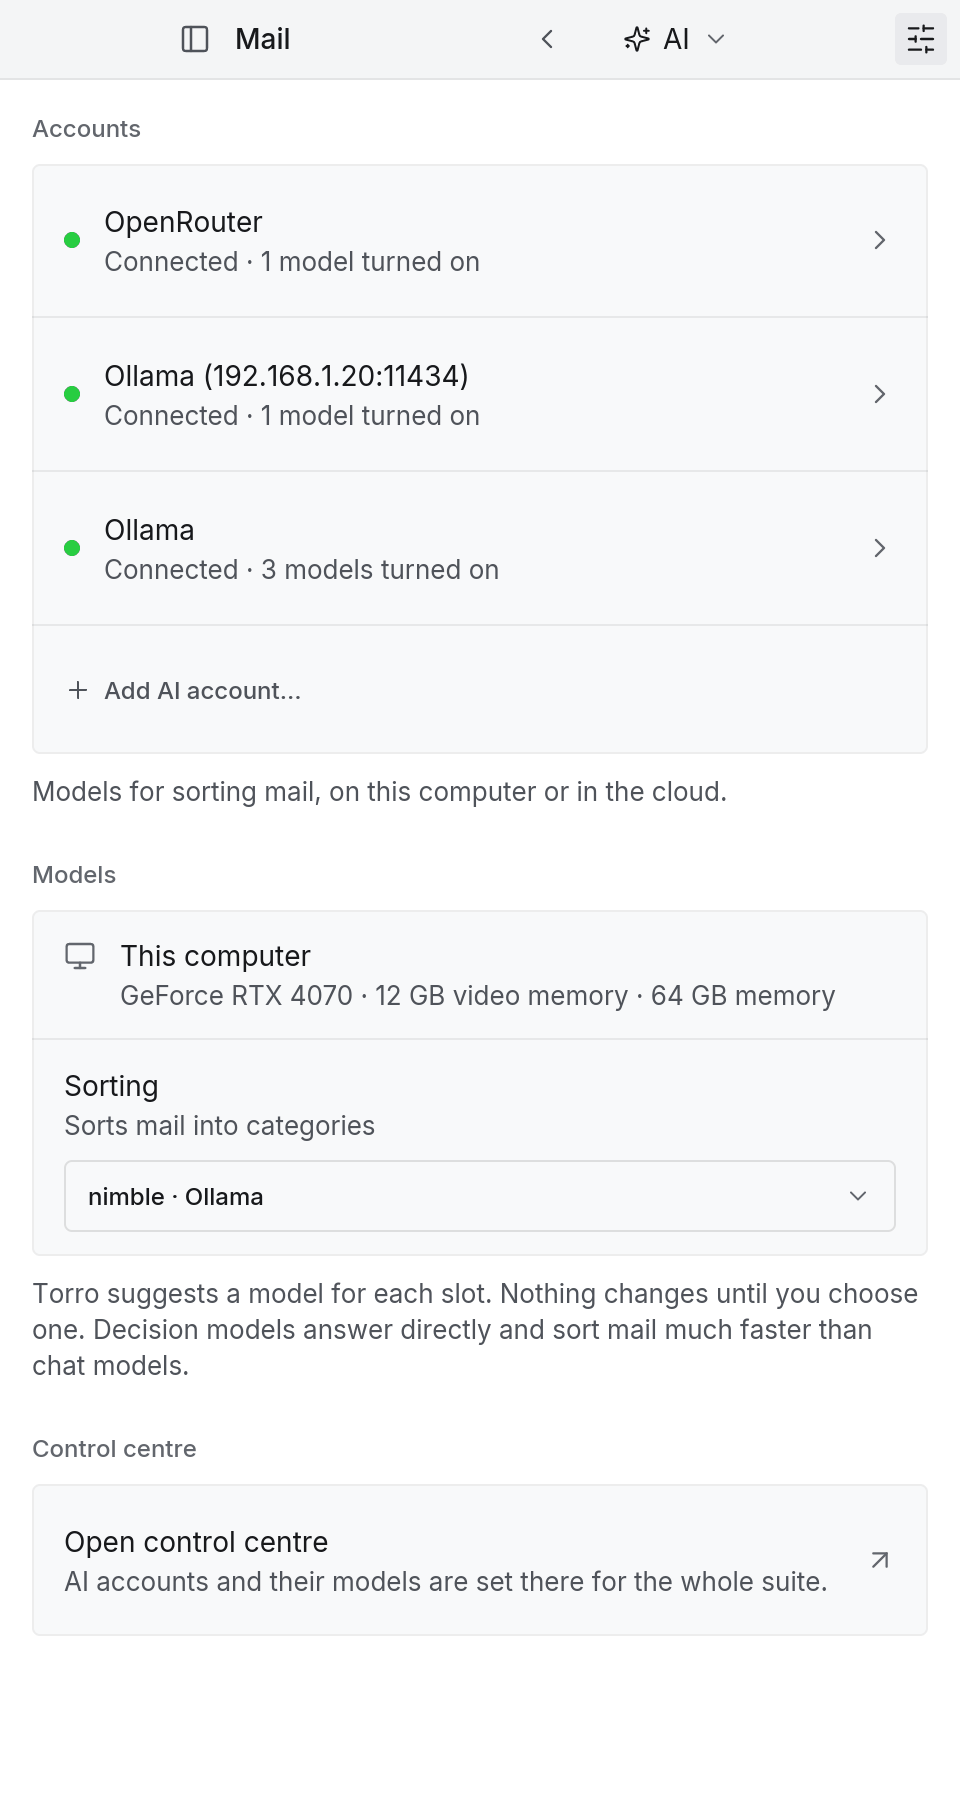 Mail
AI
Accounts
OpenRouter
Connected · 1 model turned on
Ollama (192.168.1.20:11434)
Connected · 1 model turned on
Ollama
Connected · 3 models turned on
Add AI account...
Models for sorting mail, on this computer or in the cloud.
Models
This computer
GeForce RTX 4070 · 12 GB video memory · 64 GB memory
Sorting
Sorts mail into categories
nimble · Ollama
Torro suggests a model for each slot. Nothing changes until you choose
one. Decision models answer directly and sort mail much faster than
chat models.
Control centre
Open control centre
AI accounts and their models are set there for the whole suite.